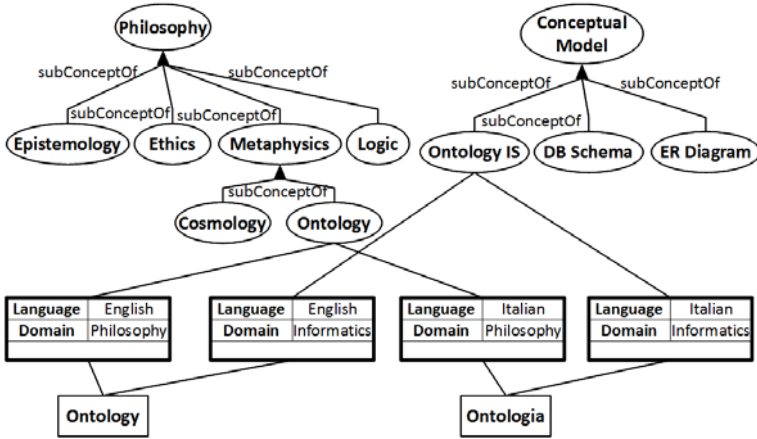 Philosophy
Conceptual
Model
subConceptOf subConceptOf
subConceptOf subConceptOf
subConceptOf subConceptOf
subConceptOf
Epistemology Ethics Metaphysics Logic Ontology IS DB Schema ER Diagram
subConceptOf
Cosmology Ontology
Language English Language English Language Italian Language Italian
Domain Philosophy Domain Informatics Domain Philosophy Domain Informatics
Ontology Ontologia